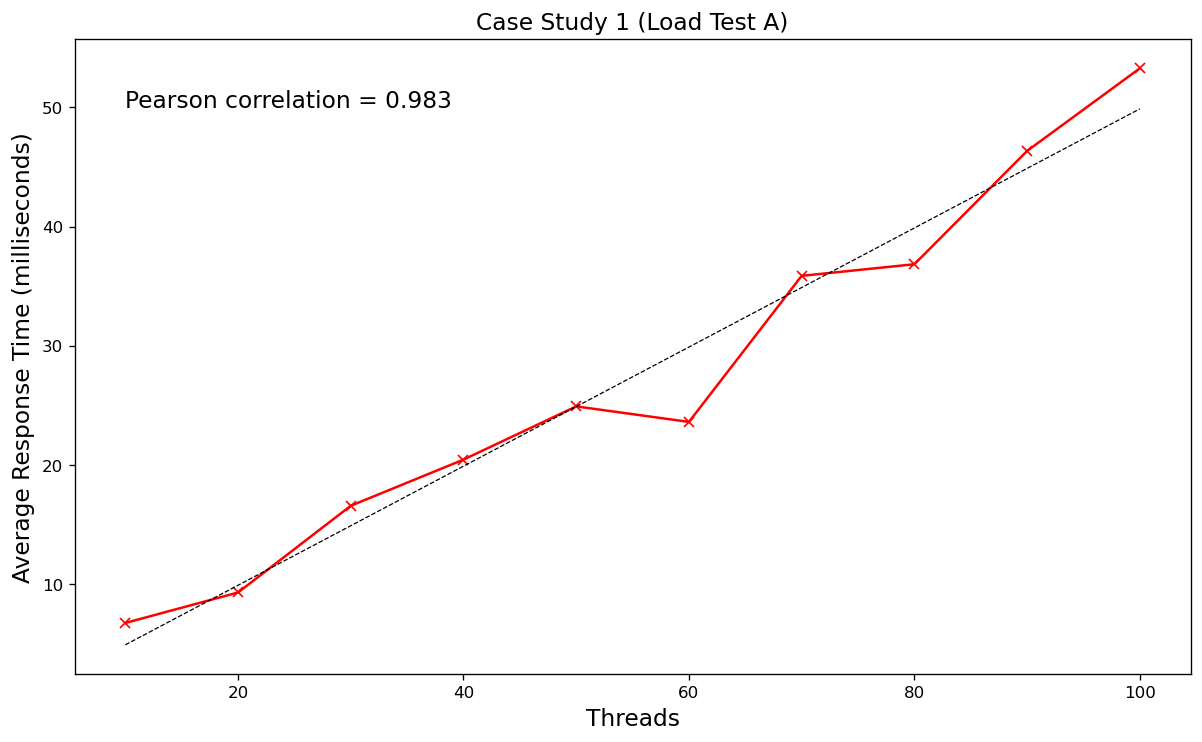 Case Study 1 (Load Test A)
Pearson correlation = 0.983
Average Response Time (milliseconds)
50
40
30
20
10
20 40 60 80 100
Threads